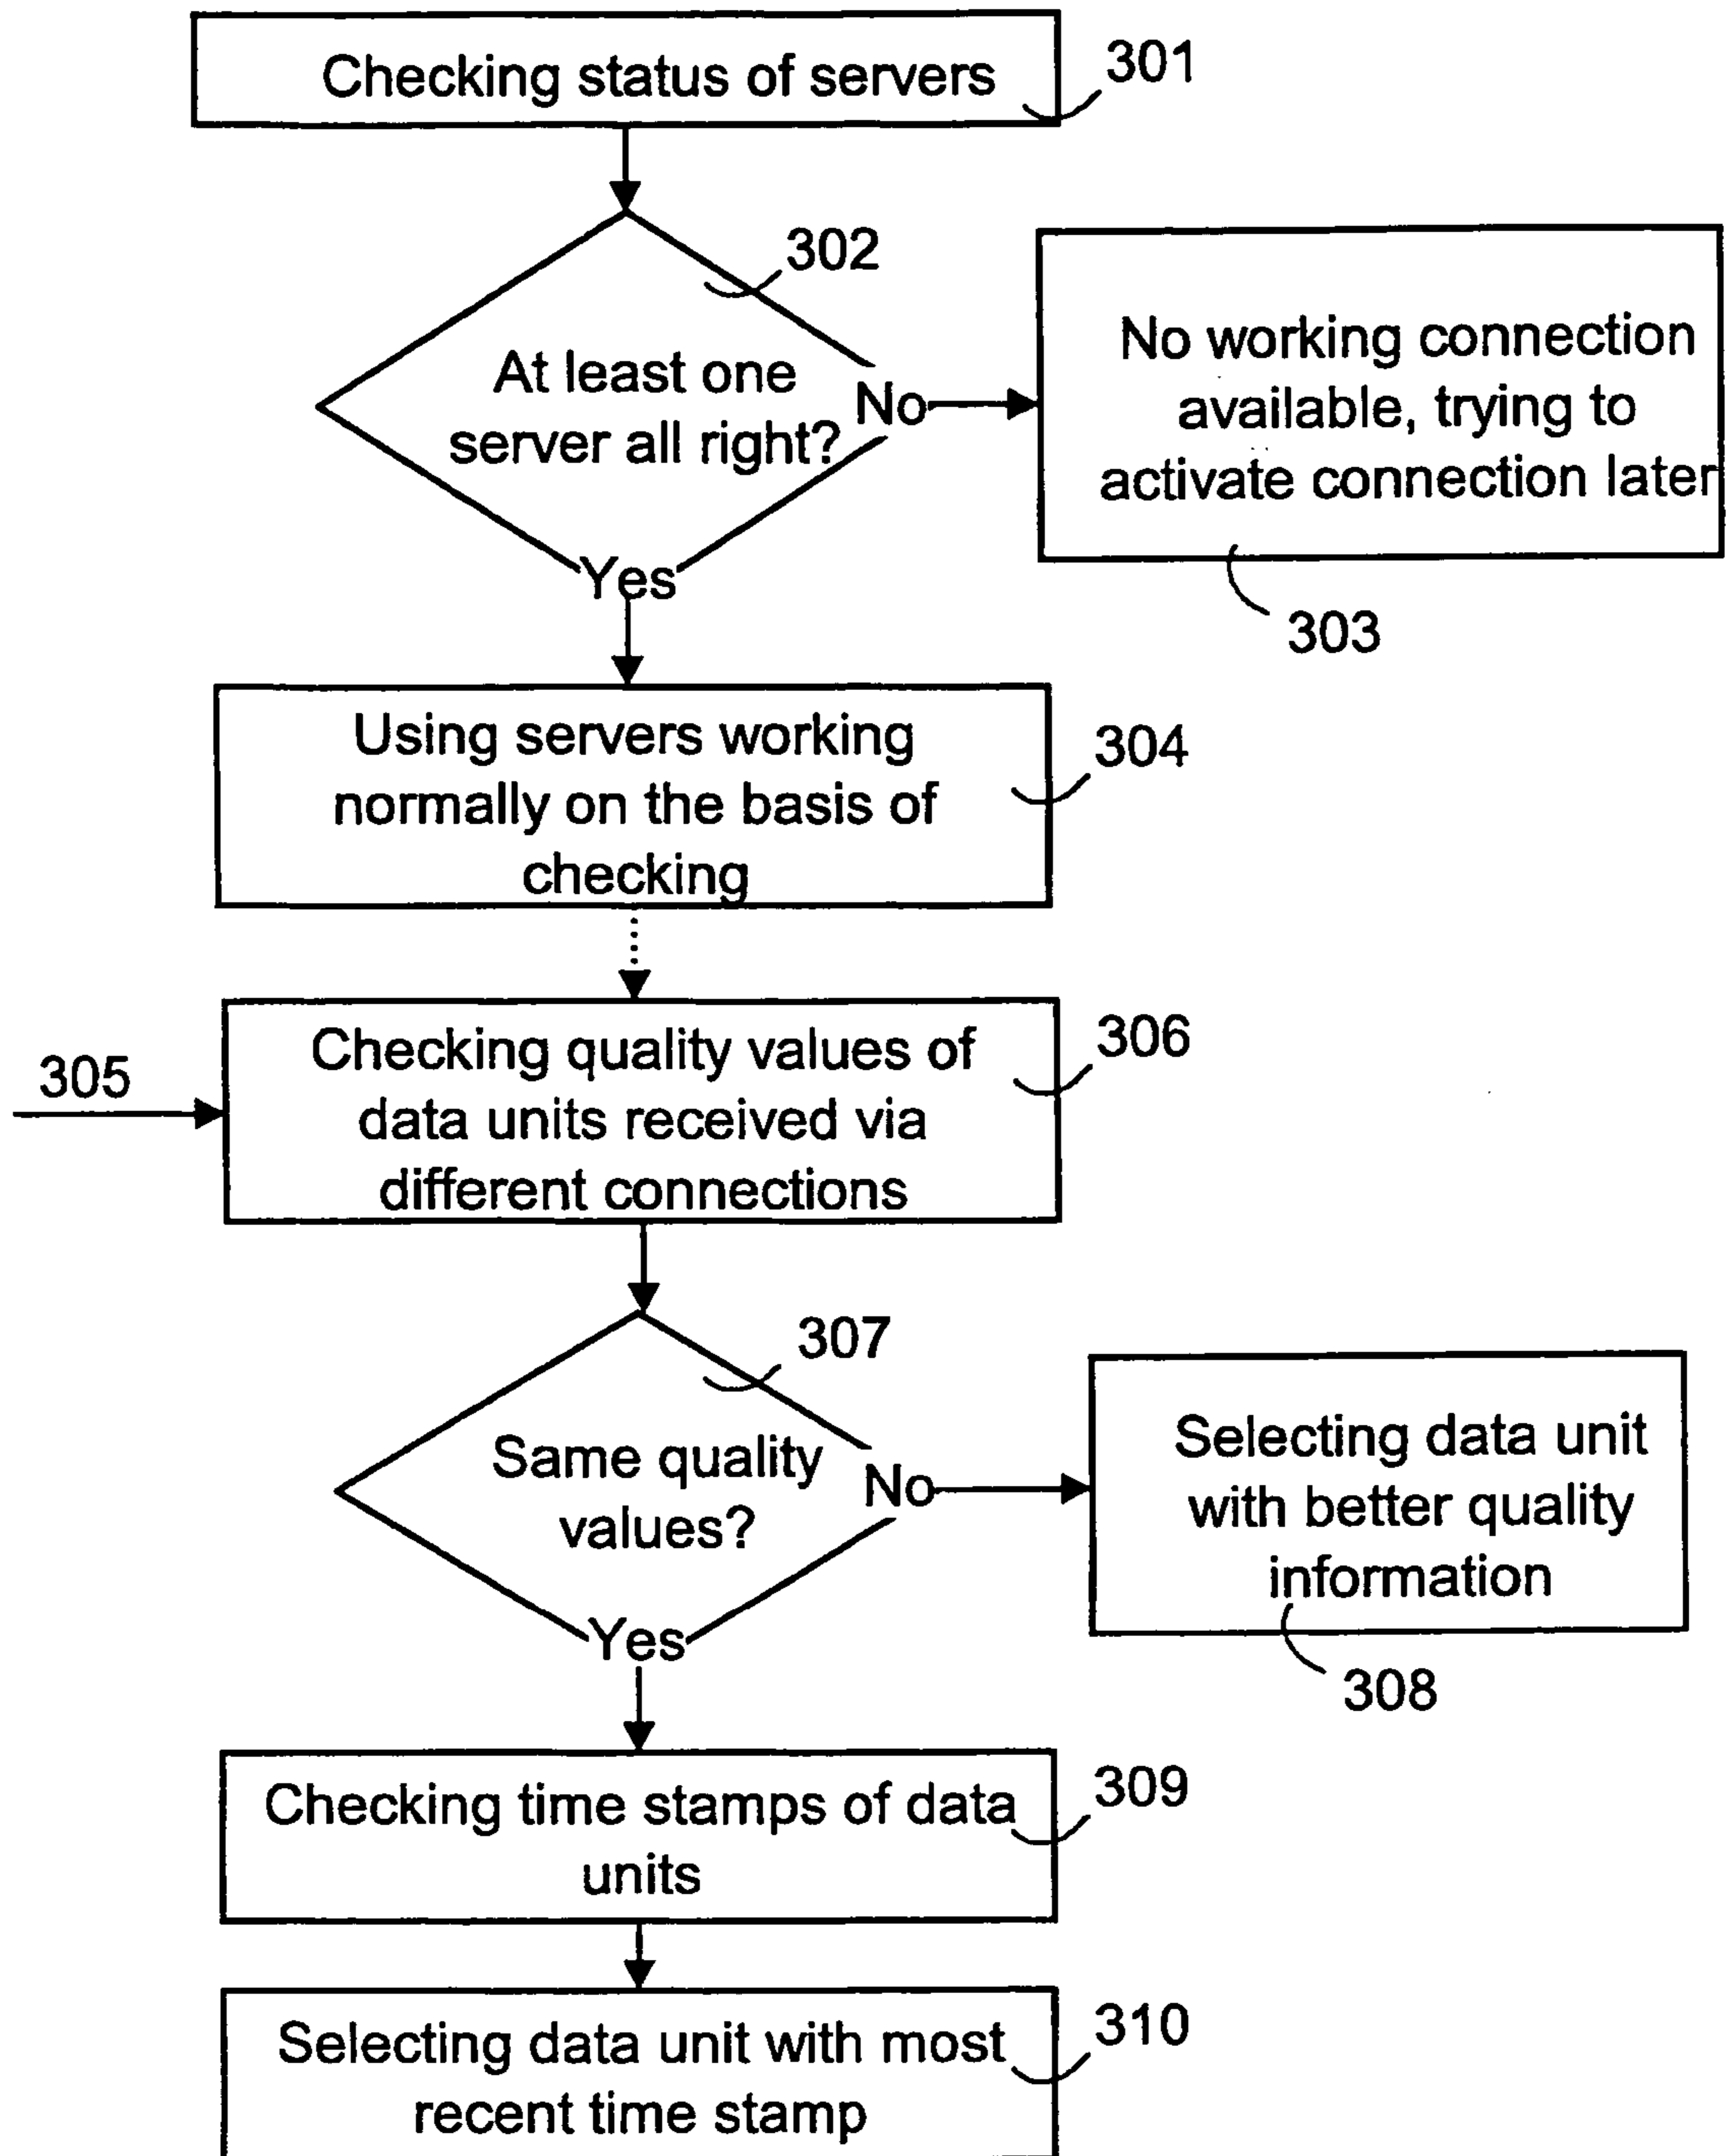 Checking status of servers
301
302
At least one
server all right?
No
No working connection
available, trying to
activate connection later
303
Yes
Using servers working
normally on the basis of
checking
304
305
Checking quality values of
data units received via
different connections
306
307
Same quality
values?
No
Selecting data unit
with better quality
information
308
Yes
Checking time stamps of data
units
309
Selecting data unit with most
recent time stamp
310